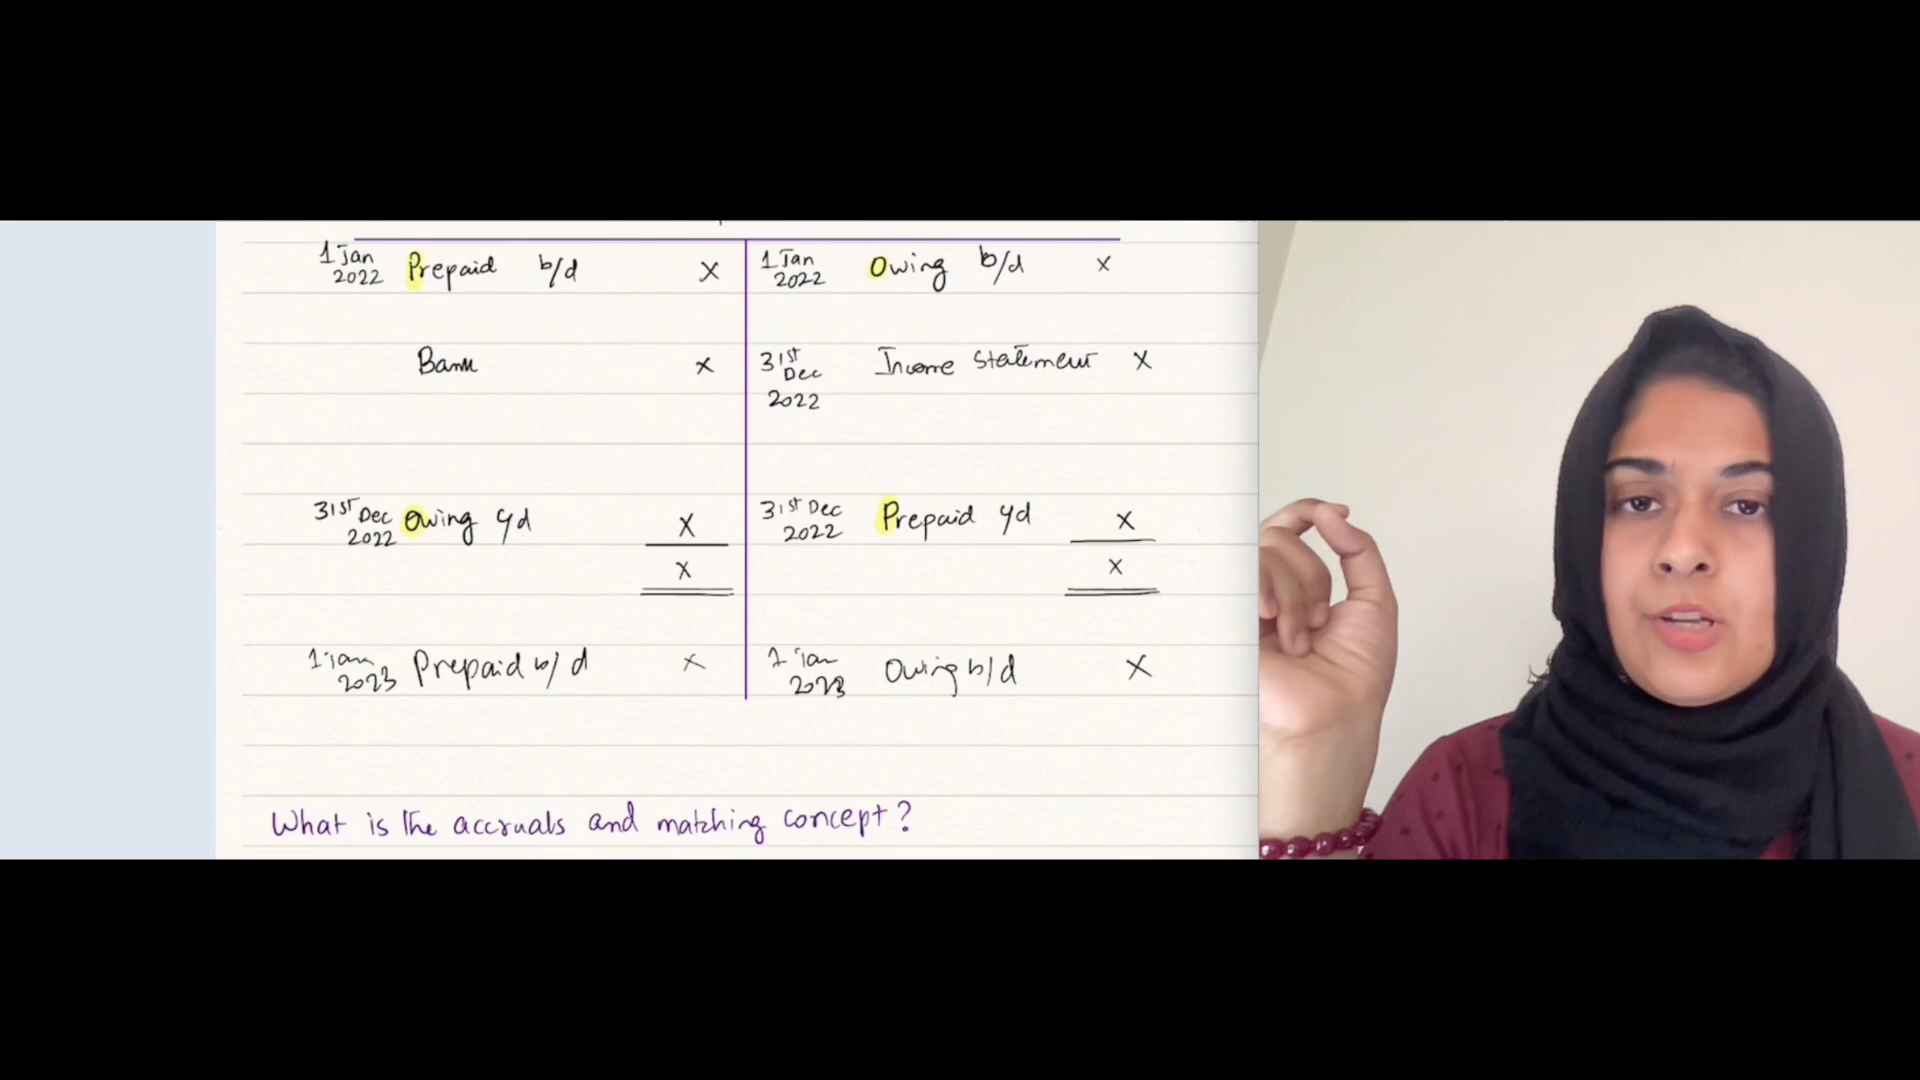 1 Jan 2022 Prepaid b/d X
1 Jan 2022 Owing b/d X
Bank X
31st Dec 2022 Income Statement X
31st Dec 2022 Owing c/d X
31st Dec 2022 Prepaid c/d X
X
X
1 Jan 2023 Prepaid b/d X
1 Jan 2023 Owing b/d X
What is the accruals and matching concept?